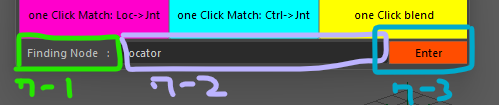 one Click Match: Loc->Jnt one Click Match: Ctrl->Jnt one Click blend
Finding Node : locator Enter
7-1 7-2 7-3